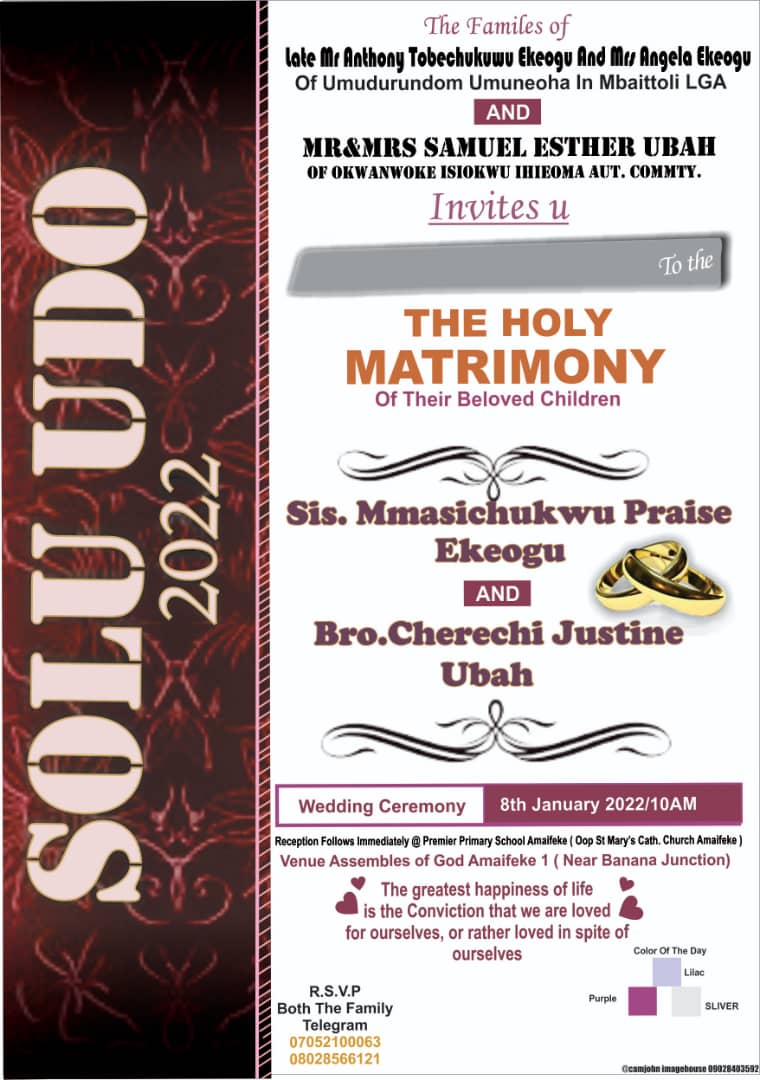 SOLU UDO
2022
The Familes of
Late Mr Anthony Tobechukuwu Ekeogu And Mrs Angela Ekeogu
Of Umudurundom Umuneoha In Mbaittoli LGA
AND
MR&MRS SAMUEL ESTHER UBAH
OF OKWANWOKE ISIOKWU IHIEOMA AUT. COMMTY.
Invites u
To the
THE HOLY
MATRIMONY
Of Their Beloved Children
Sis. Mmasichukwu Praise
Ekeogu
AND
Bro.Cherechi Justine
Ubah
Wedding Ceremony 8th January 2022/10AM
Reception Follows Immediately @ Premier Primary School Amaifeke ( Oop St Mary's Cath. Church Amaifeke )
Venue Assembles of God Amaifeke 1 ( Near Banana Junction)
The greatest happiness of life
is the Conviction that we are loved
for ourselves, or rather loved in spite of
ourselves
Color Of The Day
Lilac
Purple
SLIVER
R.S.V.P
Both The Family
Telegram
07052100063
08028566121
@camjohn imagehouse 09028403592